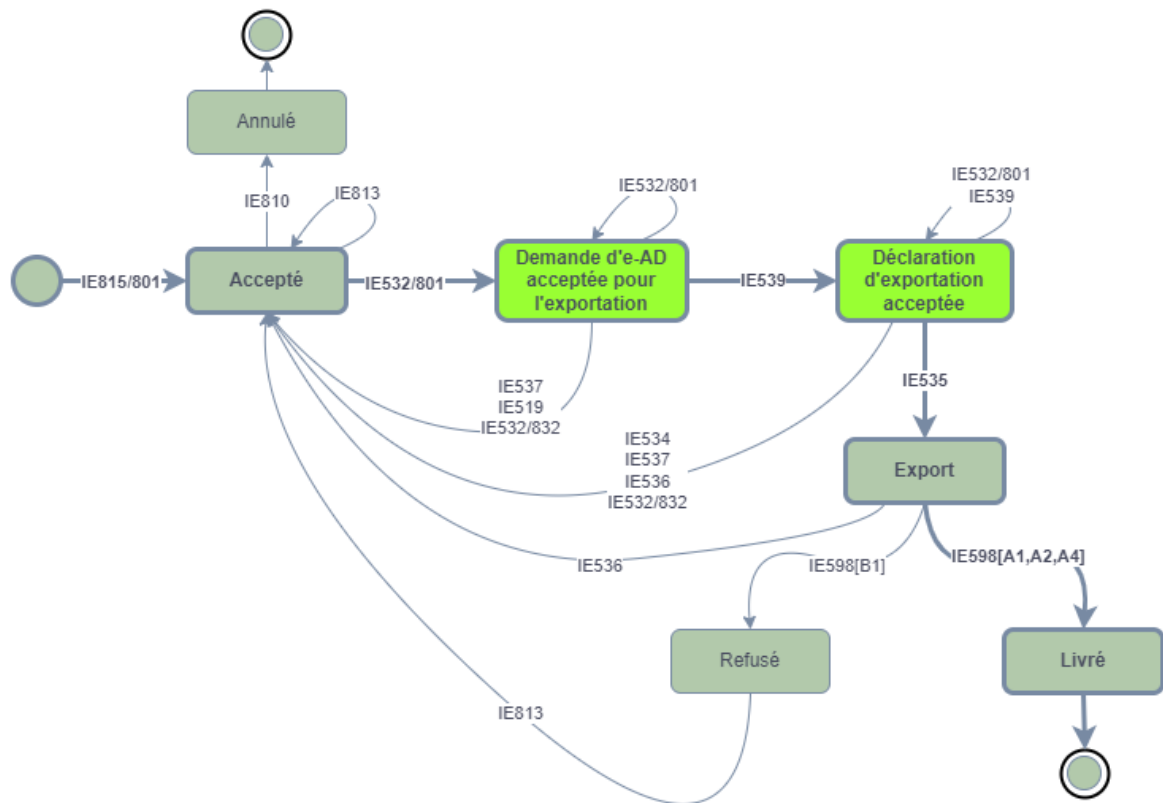 Annulé
IE810
IE813
IE532/801
IE532/801
IE539
IE815/801
Accepté
IE532/801
Demande d'e-AD
acceptée pour
l'exportation
IE539
Déclaration
d'exportation
acceptée
IE537
IE519
IE532/832
IE535
IE534
IE537
IE536
IE532/832
Export
IE536
IE598[B1]
IE598[A1,A2,A4]
Refusé
Livré
IE813